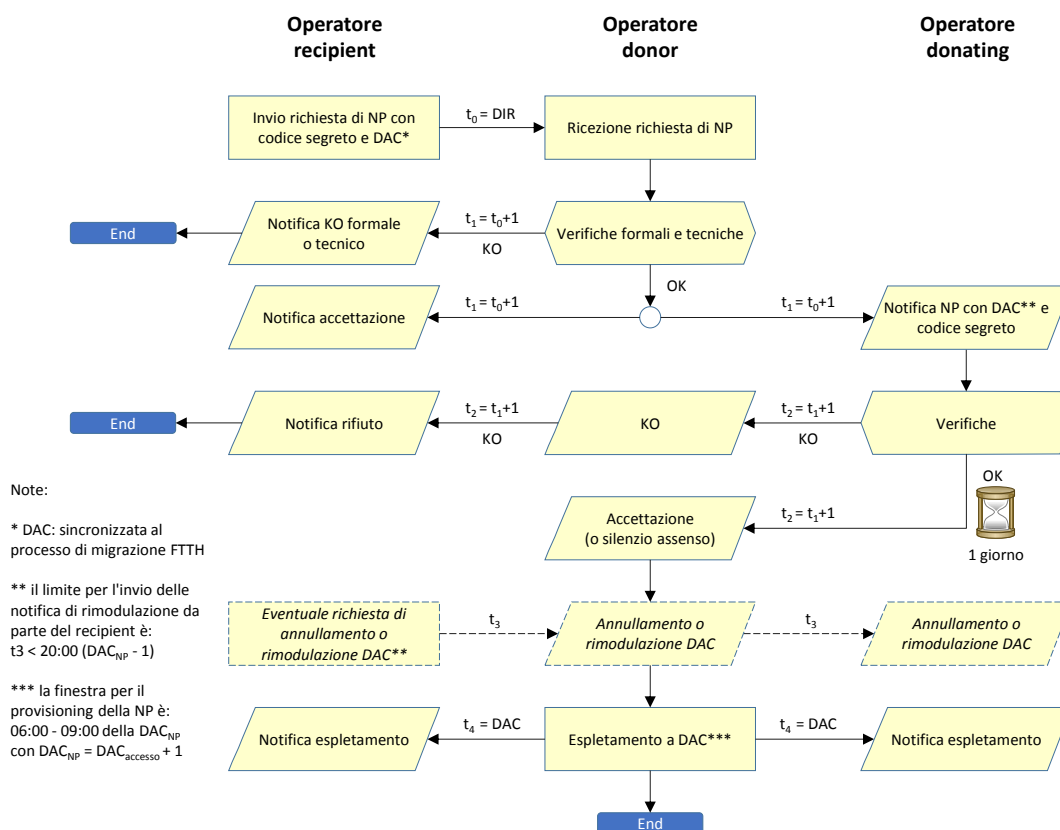 Operatore
recipient
Operatore
donor
Operatore
donating
Invio richiesta di NP con
codice segreto e DAC*
t0 = DIR
Ricezione richiesta di NP
End
Notifica KO formale
o tecnico
t1 = t0+1
KO
Verifiche formali e tecniche
OK
Notifica accettazione
t1 = t0+1
t1 = t0+1
Notifica NP con DAC** e
codice segreto
End
Notifica rifiuto
t2 = t1+1
KO
KO
t2 = t1+1
KO
Verifiche
OK
1 giorno
t2 = t1+1
Accettazione
(o silenzio assenso)
Note:
* DAC: sincronizzata al
processo di migrazione FTTH
** il limite per l'invio delle
notifica di rimodulazione da
parte del recipient è:
t3 < 20:00 (DACNP - 1)
*** la finestra per il
provisioning della NP è:
06:00 - 09:00 della DACNP
con DACNP = DACaccesso + 1
Eventuale richiesta di
annullamento o
rimodulazione DAC**
t3
Annullamento o
rimodulazione DAC
t3
Annullamento o
rimodulazione DAC
Notifica espletamento
t4 = DAC
Espletamento a DAC***
t4 = DAC
Notifica espletamento
End